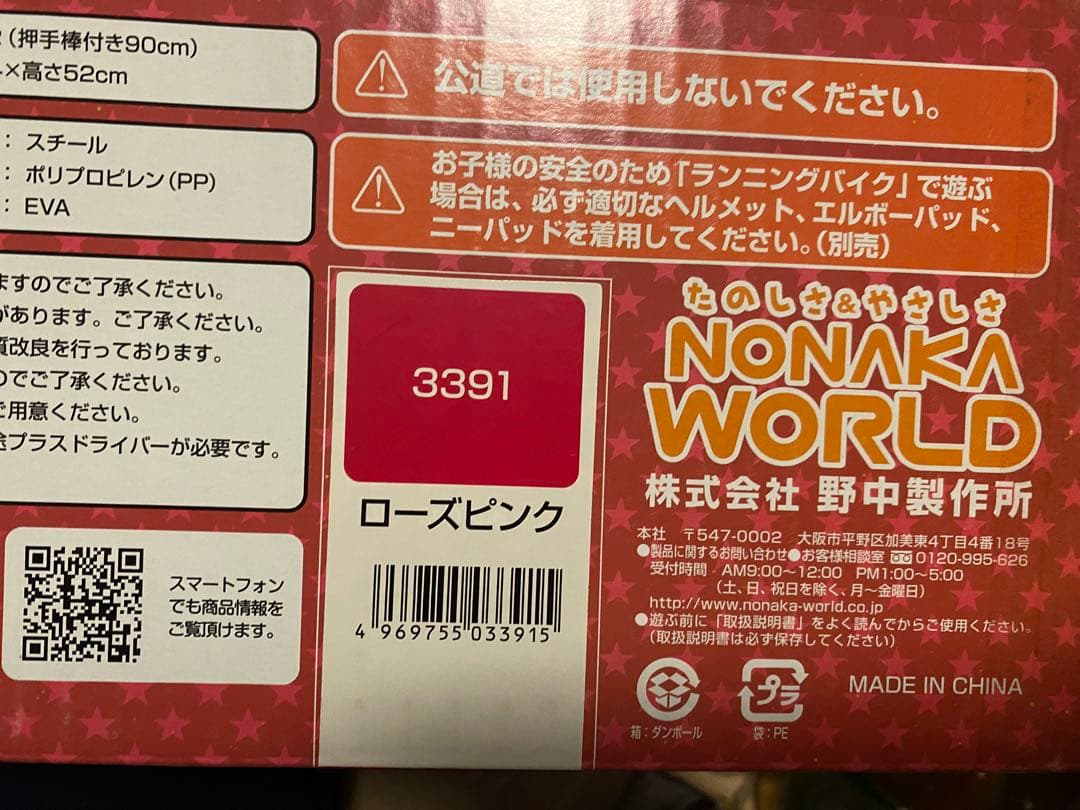 (押手棒付き90cm)
×高さ52cm
：スチール
：ポリプロピレン(PP)
：EVA
ますのでご了承ください。
があります。ご了承ください。
質改良を行っております。
のでご了承ください。
ご用意ください。
途プラスドライバーが必要です。
スマートフォン
でも商品情報を
ご覧頂けます。
公道では使用しないでください。
お子様の安全のため「ランニングバイク」で遊ぶ
場合は、必ず適切なヘルメット、エルボーパッド、
ニーパッドを着用してください。(別売)
3391
ローズピンク
4 969755 033915
たのしさ&やさしさ
NONAKA
WORLD
株式会社 野中製作所
本社 〒547-0002 大阪市平野区加美東4丁目4番18号
●製品に関するお問い合わせ●お客様相談室 0120-995-626
受付時間 AM9:00～12:00 PM1:00～5:00
(土、日、祝日を除く、月～金曜日)
http://www.nonaka-world.co.jp
●遊ぶ前に「取扱説明書」をよく読んでからご使用ください。
(取扱説明書は必ず保存してください)
プラ
箱：ダンボール
袋：PE
MADE IN CHINA